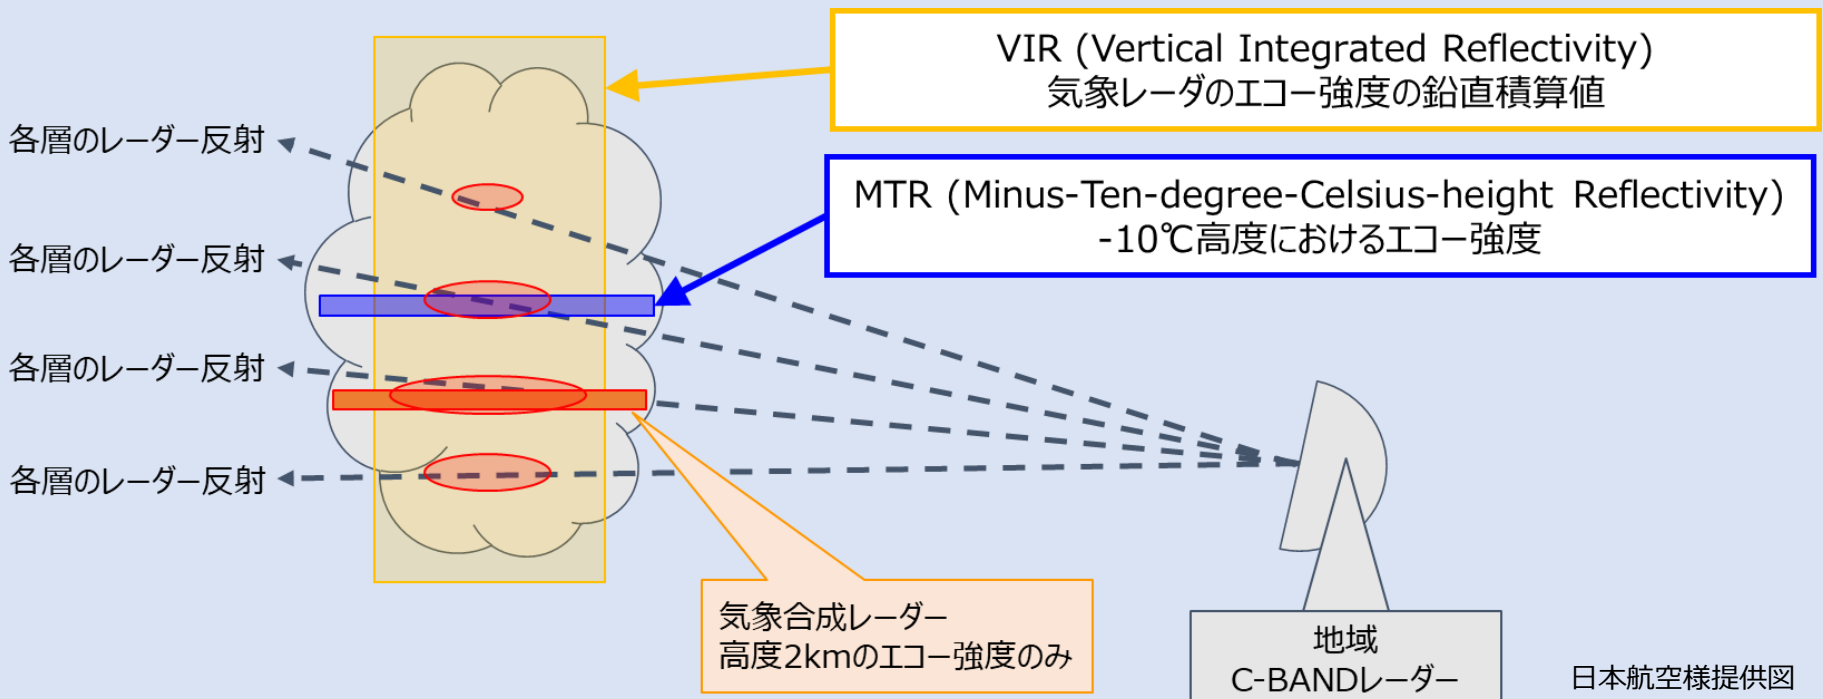 VIR (Vertical Integrated Reflectivity)
気象レーダのエコー強度の鉛直積算値
各層のレーダー反射
MTR (Minus-Ten-degree-Celsius-height Reflectivity)
-10℃高度におけるエコー強度
各層のレーダー反射
各層のレーダー反射
各層のレーダー反射
気象合成レーダー
高度2kmのエコー強度のみ
地域
C-BANDレーダー
日本航空様提供図